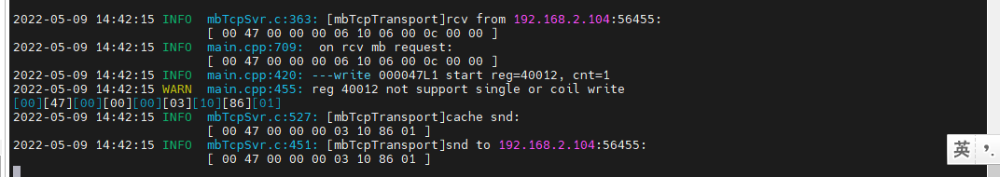 2022-05-09 14:42:15 INFO  mbTcpSvr.c:363: [mbTcpTransport]rcv from 192.168.2.104:56455:
[ 00 47 00 00 00 06 10 06 00 0c 00 00 ]
2022-05-09 14:42:15 INFO  main.cpp:709:  on rcv mb request:
[ 00 47 00 00 00 06 10 06 00 0c 00 00 ]
2022-05-09 14:42:15 INFO  main.cpp:420: ---write 000047L1 start reg=40012, cnt=1
2022-05-09 14:42:15 WARN  main.cpp:455: reg 40012 not support single or coil write
[00][47][00][00][00][03][10][86][01]
2022-05-09 14:42:15 INFO  mbTcpSvr.c:527: [mbTcpTransport]cache snd:
[ 00 47 00 00 00 03 10 86 01 ]
2022-05-09 14:42:15 INFO  mbTcpSvr.c:451: [mbTcpTransport]snd to 192.168.2.104:56455:
[ 00 47 00 00 00 03 10 86 01 ]
英 ’.